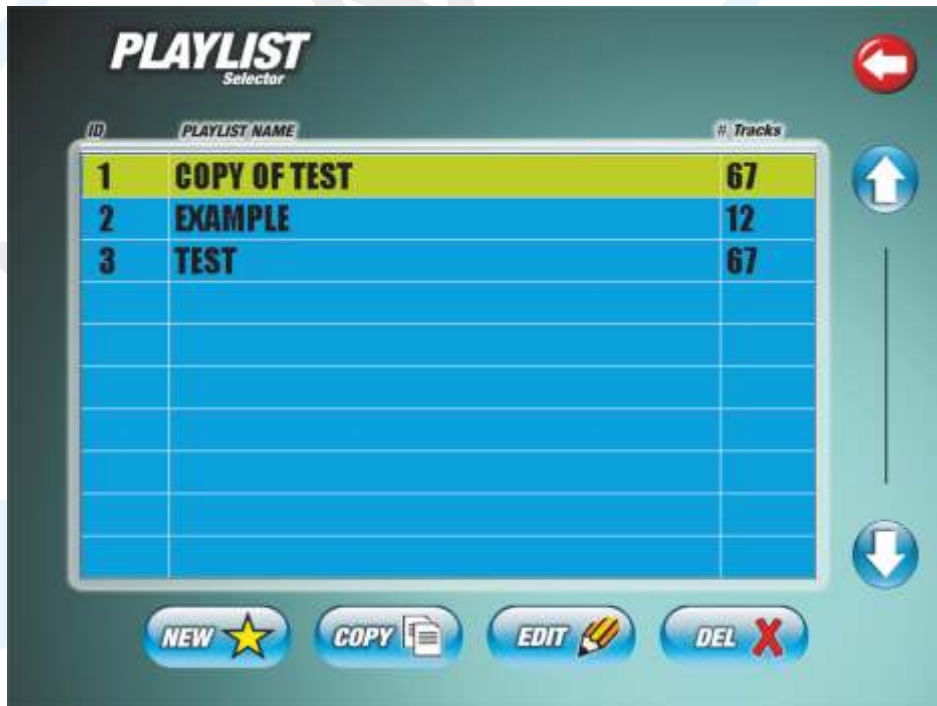 PLAYLIST
Selector
ID PLAYLIST NAME # Tracks
1 COPY OF TEST 67
2 EXAMPLE 12
3 TEST 67
NEW COPY EDIT DEL